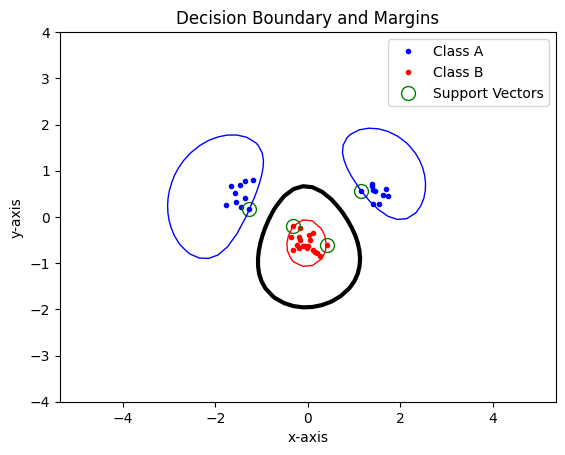 Decision Boundary and Margins
Class A
Class B
Support Vectors
4
3
2
1
0
−1
−2
−3
−4
y-axis
−4
−2
0
2
4
x-axis